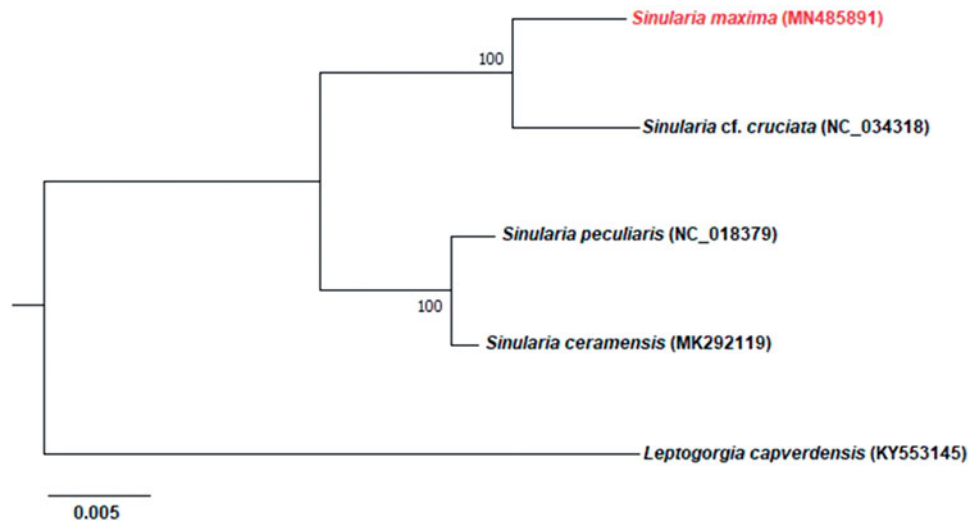 Sinularia maxima (MN485891)
100
Sinularia cf. cruciata (NC_034318)
Sinularia peculiaris (NC_018379)
100
Sinularia ceramensis (MK292119)
Leptogorgia capverdensis (KY553145)
0.005